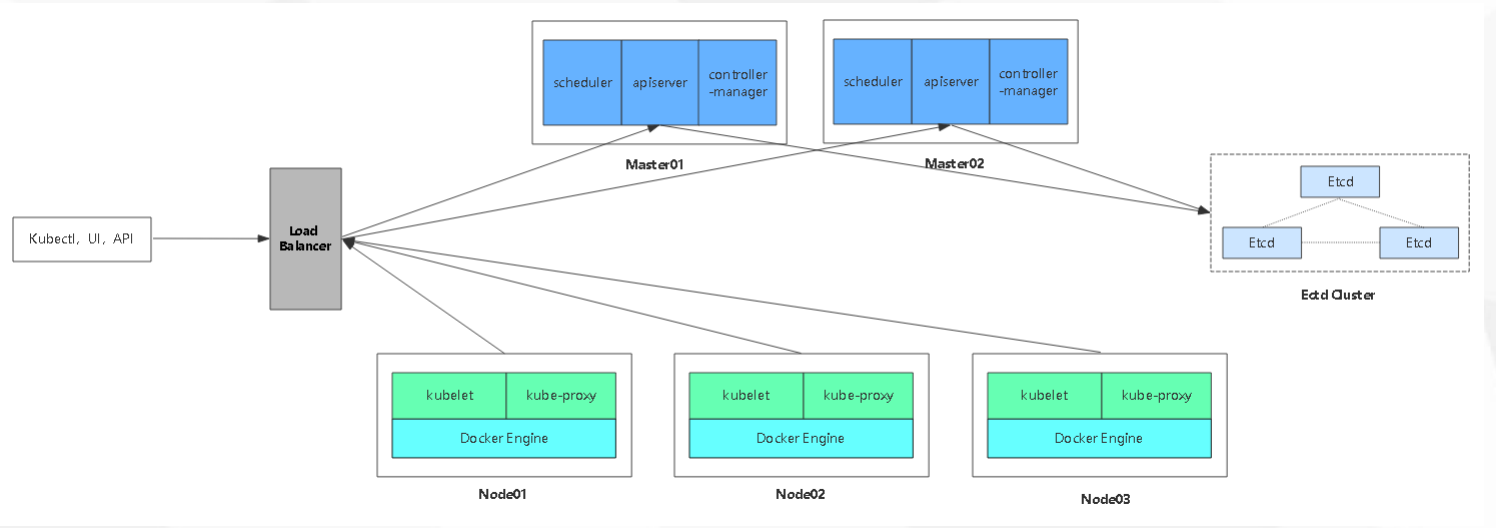 scheduler
apiserver
controller
-manager
Master01
scheduler
apiserver
controller
-manager
Master02
Kubectl, UI, API
Load
Balancer
Etcd
Etcd
Etcd
Ectd Cluster
kubelet
kube-proxy
Docker Engine
Node01
kubelet
kube-proxy
Docker Engine
Node02
kubelet
kube-proxy
Docker Engine
Node03